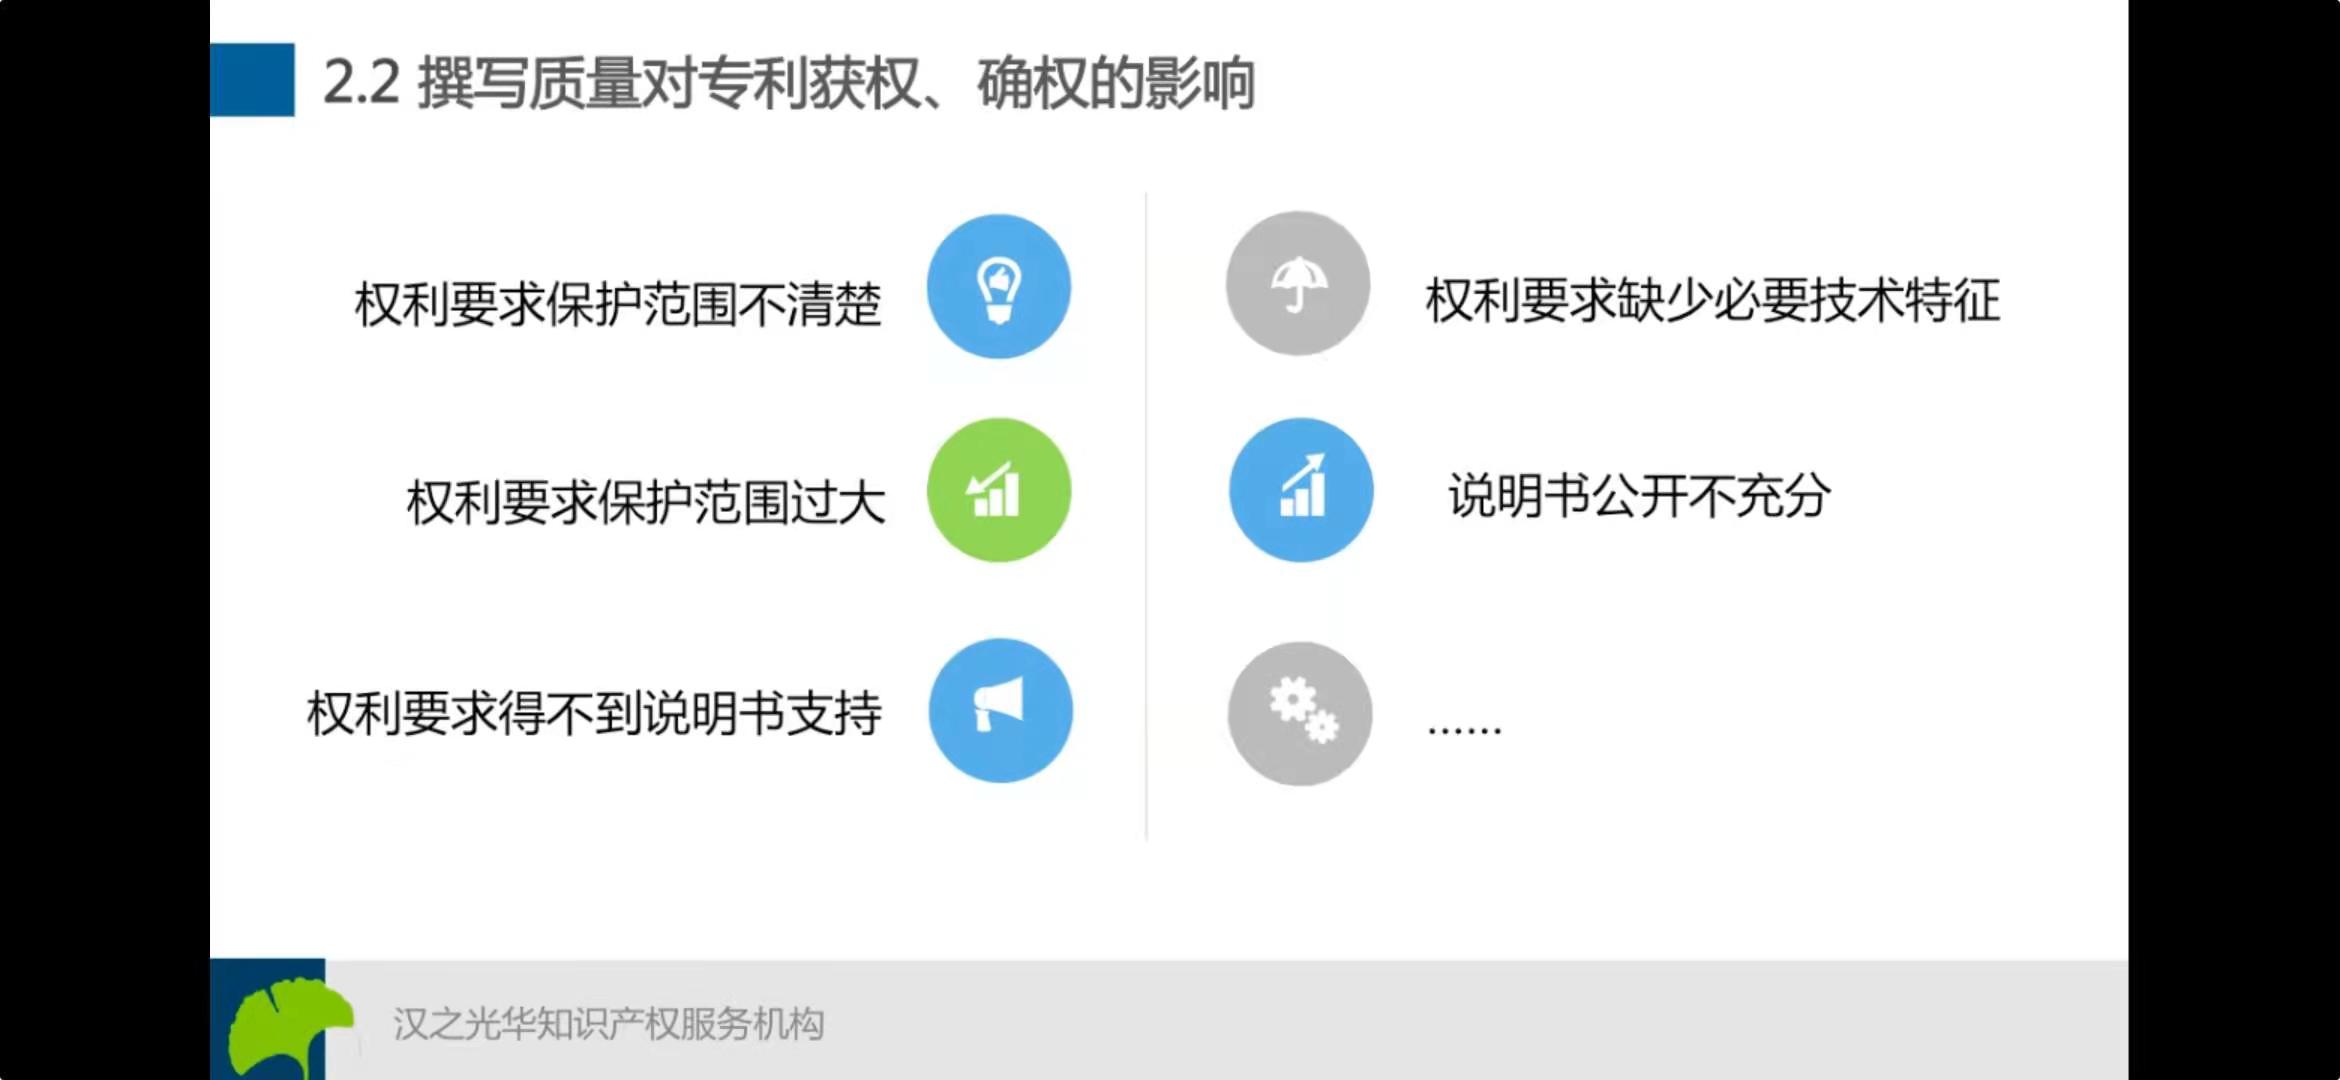 2.2 撰写质量对专利获权、确权的影响
权利要求保护范围不清楚
权利要求保护范围过大
权利要求得不到说明书支持
权利要求缺少必要技术特征
说明书公开不充分
......
汉之光华知识产权服务机构